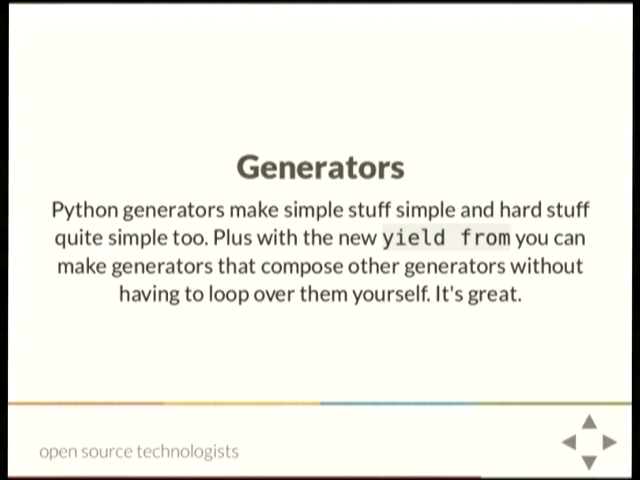 Generators
Python generators make simple stuff simple and hard stuff
quite simple too. Plus with the new yield from you can
make generators that compose other generators without
having to loop over them yourself. It's great.
open source technologists